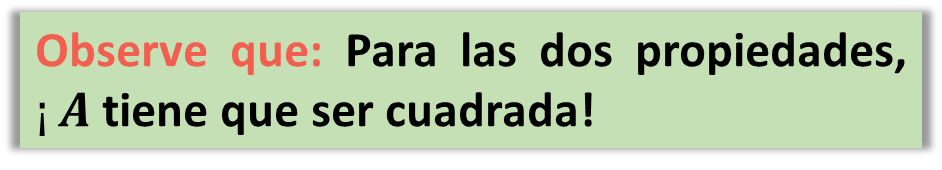 Observe que: Para las dos propiedades,
¡ A tiene que ser cuadrada!